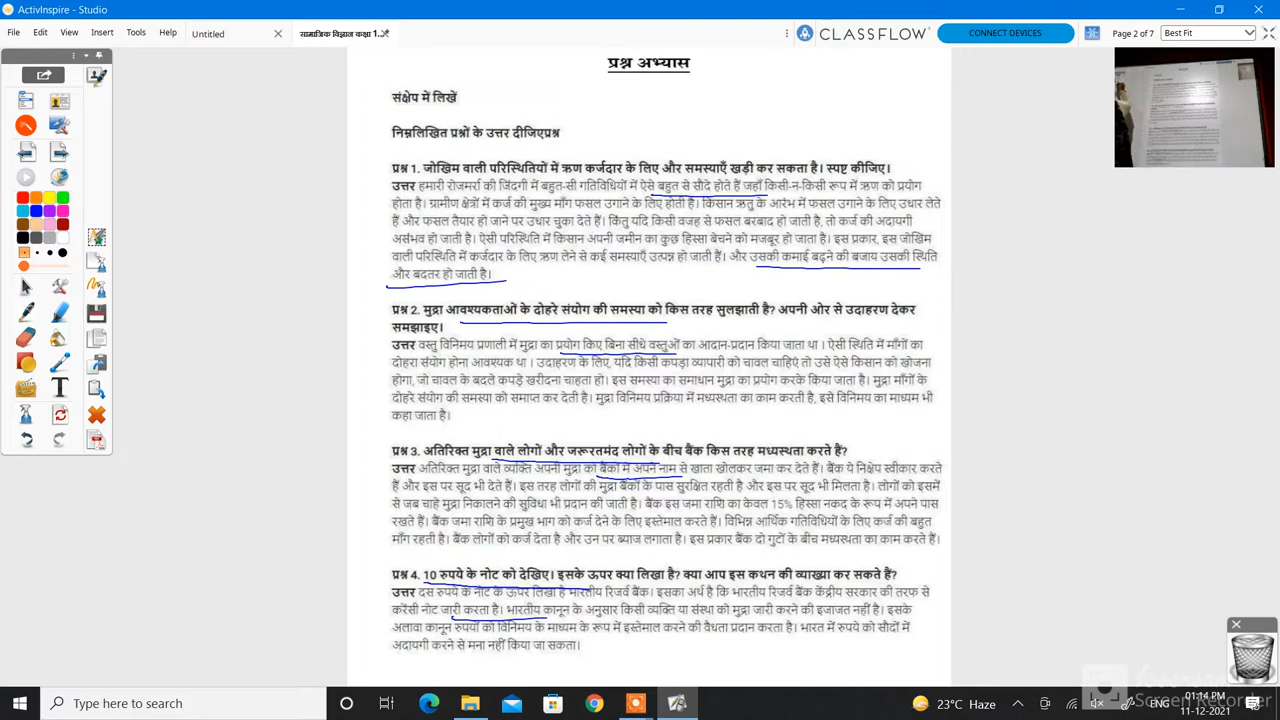 ActivInspire - Studio
File Edit View Insert Tools Help
Untitled
सामाजिक विज्ञान कक्षा 1...
CLASSFLOW
CONNECT DEVICES
Page 2 of 7
Best Fit
प्रश्न अभ्यास
संक्षेप में लिखें
निम्नलिखित प्रश्नों के उत्तर दीजिएप्रश्न
प्रश्न 1. जोखिम वाली परिस्थितियों में ऋण कर्जदार के लिए और समस्याएँ खड़ी कर सकता है। स्पष्ट कीजिए।
उत्तर हमारी रोजमर्रा की जिंदगी में बहुत-सी गतिविधियों में ऐसे बहुत से सौदे होते हैं जहाँ किसी-न-किसी रूप में ऋण को प्रयोग
होता है। ग्रामीण क्षेत्रों में कर्ज की मुख्य माँग फसल उगाने के लिए होती है। किसान ऋतु के आरंभ में फसल उगाने के लिए उधार लेते
हैं और फसल तैयार हो जाने पर उधार चुका देते हैं। किंतु यदि किसी वजह से फसल बरबाद हो जाती है, तो कर्ज की अदायगी
असंभव हो जाती है। ऐसी परिस्थिति में किसान अपनी जमीन का कुछ हिस्सा बेचने को मजबूर हो जाता है। इस प्रकार, इस जोखिम
वाली परिस्थिति में कर्जदार के लिए ऋण लेने से कई समस्याएँ उत्पन्न हो जाती हैं। और उसकी कमाई बढ़ने की बजाय उसकी स्थिति
और बदतर हो जाती है।
प्रश्न 2. मुद्रा आवश्यकताओं के दोहरे संयोग की समस्या को किस तरह सुलझाती है? अपनी ओर से उदाहरण देकर
समझाइए।
उत्तर वस्तु विनिमय प्रणाली में मुद्रा का प्रयोग किए बिना सीधे वस्तुओं का आदान-प्रदान किया जाता था। ऐसी स्थिति में माँगों का
दोहरा संयोग होना आवश्यक था। उदाहरण के लिए, यदि किसी कपड़ा व्यापारी को चावल चाहिएं तो उसे ऐसे किसान को खोजना
होगा, जो चावल के बदले कपड़े खरीदना चाहता हो। इस समस्या का समाधान मुद्रा का प्रयोग करके किया जाता है। मुद्रा माँगों के
दोहरे संयोग की समस्या को समाप्त कर देती है। मुद्रा विनिमय प्रक्रिया में मध्यस्थता का काम करती है, इसे विनिमय का माध्यम भी
कहा जाता है।
प्रश्न 3. अतिरिक्त मुद्रा वाले लोगों और जरूरतमंद लोगों के बीच बैंक किस तरह मध्यस्थता करते हैं?
उत्तर अतिरिक्त मुद्रा वाले व्यक्ति अपनी मुद्रा को बैंकों में अपने नाम से खाता खोलकर जमा कर देते हैं। बैंक ये निक्षेप स्वीकार करते
हैं और इस पर सूद भी देते हैं। इस तरह लोगों की मुद्रा बैंकों के पास सुरक्षित रहती है और इस पर सूद भी मिलता है। लोगों को इसमें
से जब चाहे मुद्रा निकालने की सुविधा भी प्रदान की जाती है। बैंक इस जमा राशि का केवल 15% हिस्सा नकद के रूप में अपने पास
रखते हैं। बैंक जमा राशि के प्रमुख भाग को कर्ज देने के लिए इस्तेमाल करते हैं। विभिन्न आर्थिक गतिविधियों के लिए कर्ज की बहुत
माँग रहती है। बैंक लोगों को कर्ज देता है और उन पर ब्याज लगाता है। इस प्रकार बैंक दो गुटों के बीच मध्यस्थता का काम करते हैं।
प्रश्न 4. 10 रुपये के नोट को देखिए। इसके ऊपर क्या लिखा है? क्या आप इस कथन की व्याख्या कर सकते हैं?
उत्तर दस रुपये के नोट के ऊपर लिखा है भारतीय रिजर्व बैंक। इसका अर्थ है कि भारतीय रिजर्व बैंक केंद्रीय सरकार की तरफ से
करेंसी नोट जारी करता है। भारतीय कानून के अनुसार किसी व्यक्ति या संस्था को मुद्रा जारी करने की इजाजत नहीं है। इसके
अलावा कानून रुपयों को विनिमय के माध्यम के रूप में इस्तेमाल करने की वैधता प्रदान करता है। भारत में रुपये को सौदों में
अदायगी करने से मना नहीं किया जा सकता।
Type here to search
23°C Haze
ENG
01:14 PM
11-12-2021